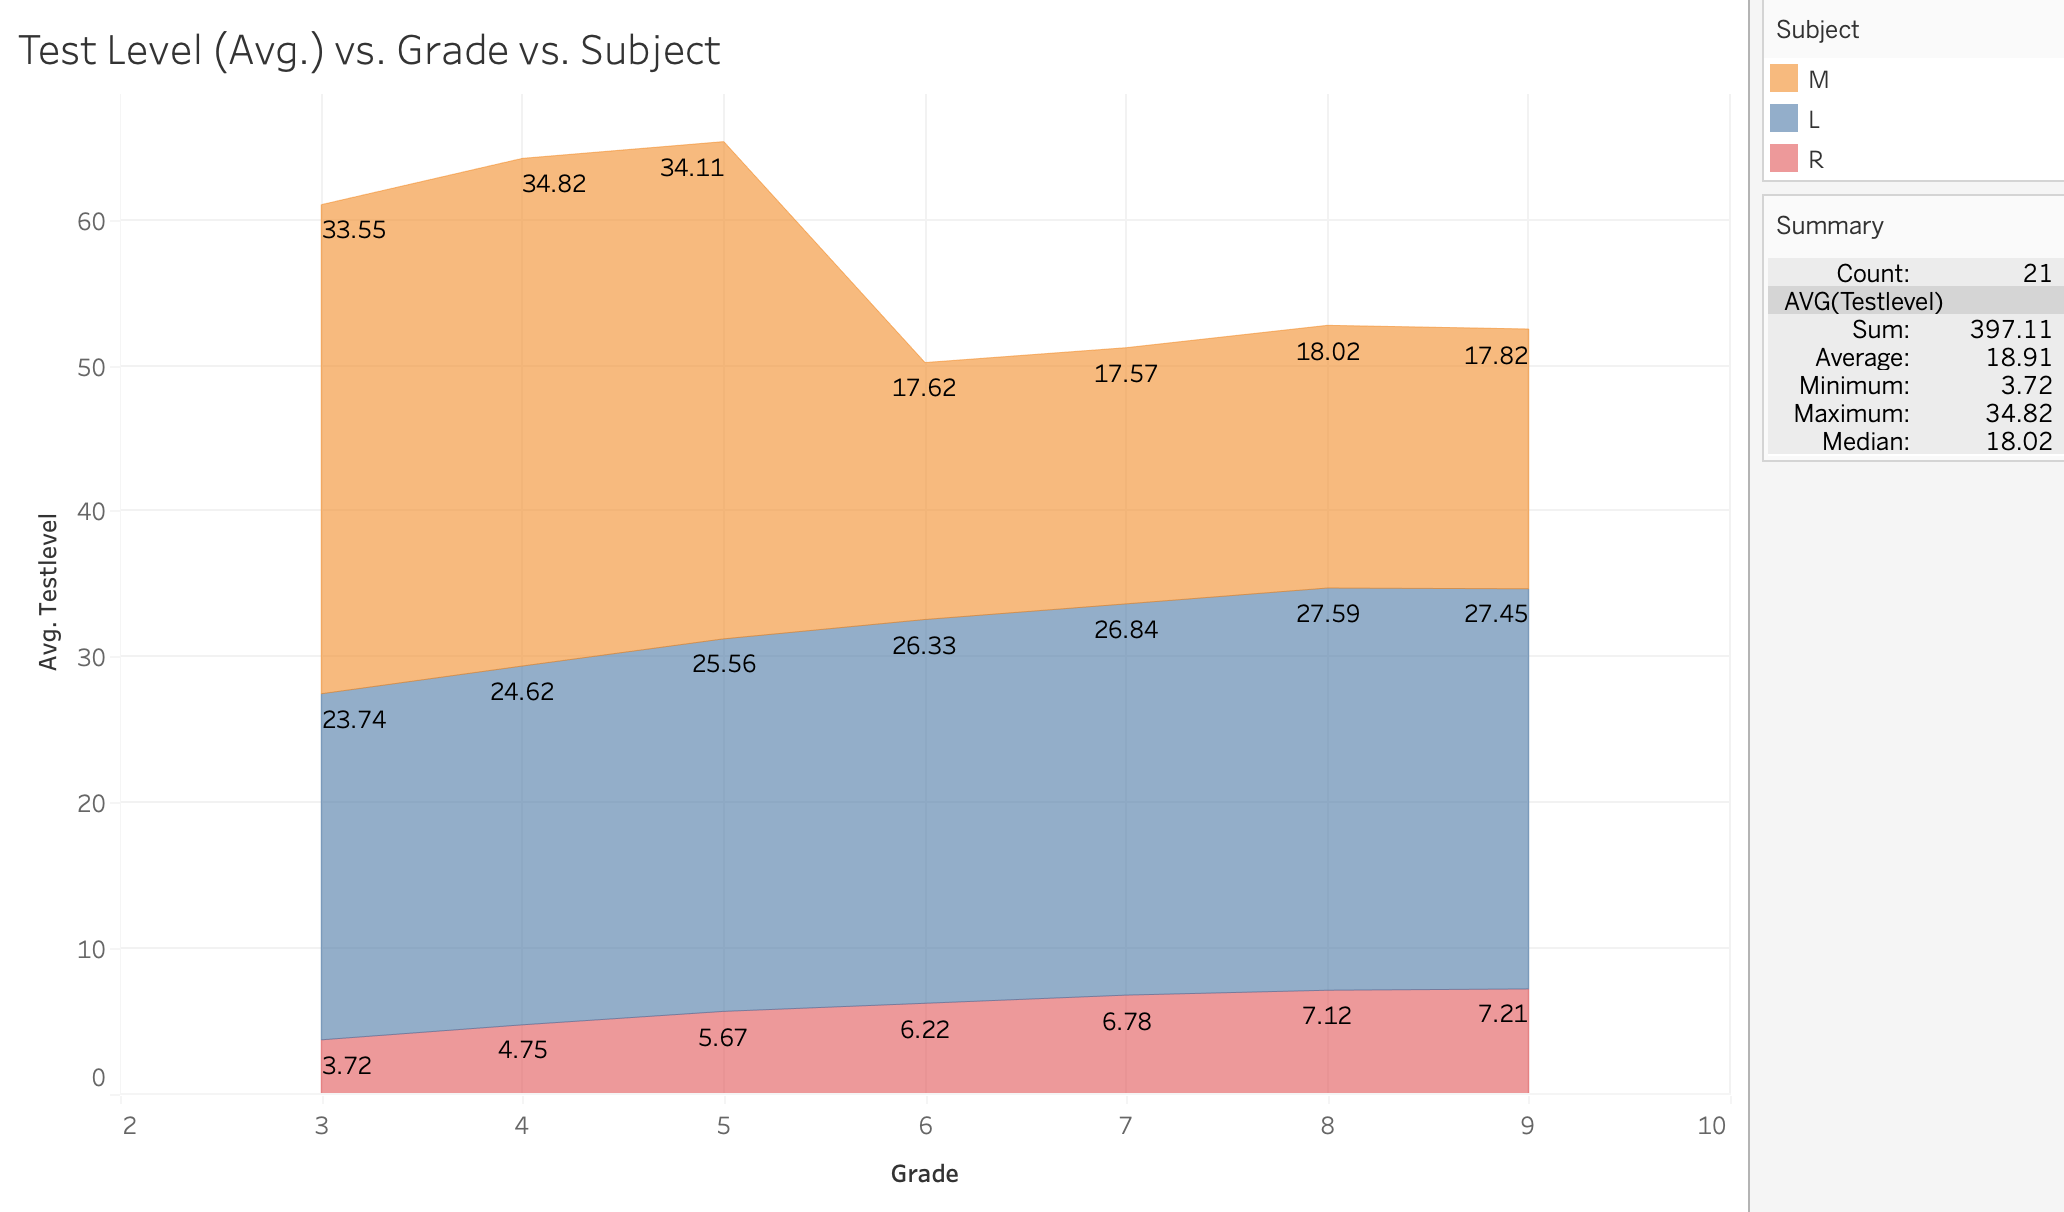 Test Level (Avg.) vs. Grade vs. Subject
60
50
40
30
20
10
0
Avg. Testlevel
34.11
34.82
33.55
18.02
17.82
17.57
17.62
27.59
27.45
26.84
26.33
25.56
24.62
23.74
7.21
7.12
6.78
6.22
5.67
4.75
3.72
2 3 4 5 6 7 8 9 10
Grade
Subject
M
L
R
Summary
Count: 21
AVG(Testlevel)
Sum: 397.11
Average: 18.91
Minimum: 3.72
Maximum: 34.82
Median: 18.02